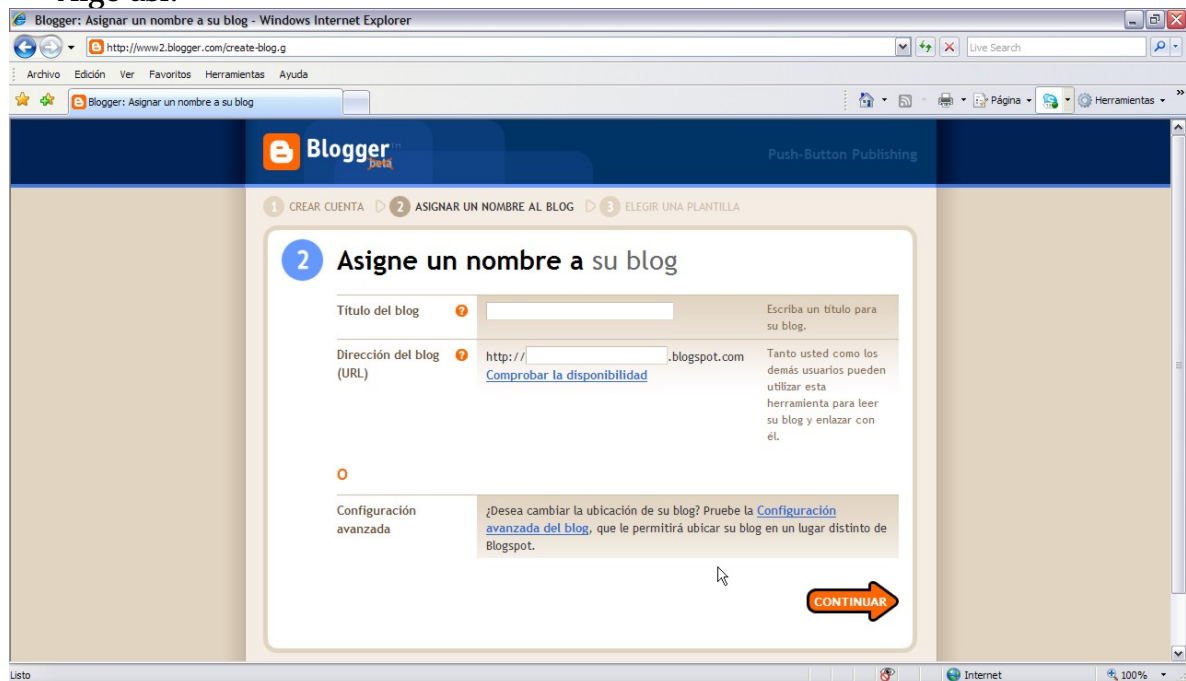 Algo así:
Blogger: Asignar un nombre a su blog - Windows Internet Explorer
http://www2.blogger.com/create-blog.g
Live Search
Archivo Edición Ver Favoritos Herramientas Ayuda
Blogger: Asignar un nombre a su blog
Página
Herramientas
Blogger™
beta
Push-Button Publishing
1 CREAR CUENTA 2 ASIGNAR UN NOMBRE AL BLOG 3 ELEGIR UNA PLANTILLA
2 Asigne un nombre a su blog
Título del blog ?
Escriba un título para
su blog.
Dirección del blog ?
(URL)
http:// .blogspot.com
Comprobar la disponibilidad
Tanto usted como los
demás usuarios pueden
utilizar esta
herramienta para leer
su blog y enlazar con
él.
O
Configuración
avanzada
¿Desea cambiar la ubicación de su blog? Pruebe la Configuración
avanzada del blog, que le permitirá ubicar su blog en un lugar distinto de
Blogspot.
CONTINUAR
Listo
Internet
100%